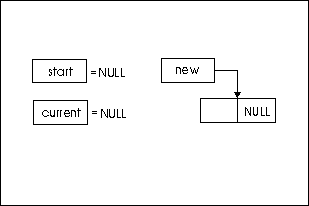 start = NULL
new
current = NULL
NULL